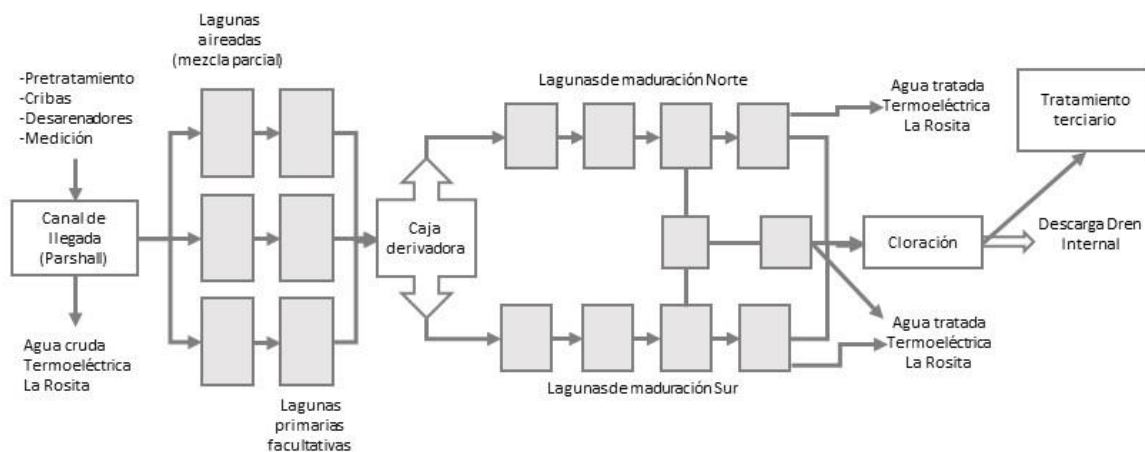 -Pretratamiento
-Cribas
-Desarenadores
-Medición
Canal de
llegada
(Parshall)
Agua cruda
Termoeléctrica
La Rosita
Lagunas
aireadas
(mezcla parcial)
Lagunas
primarias
facultativas
Caja
derivadora
Lagunas de maduración Norte
Lagunas de maduración Sur
Agua tratada
Termoeléctrica
La Rosita
Cloración
Agua tratada
Termoeléctrica
La Rosita
Tratamiento
terciario
Descarga Dren
Internal